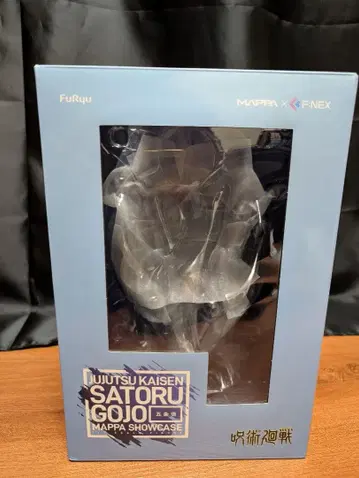 FuRyu
MAPPA × F:NEX
JUJUTSU KAISEN
SATORU
GOJO 五条悟
MAPPA SHOWCASE
呪術廻戦